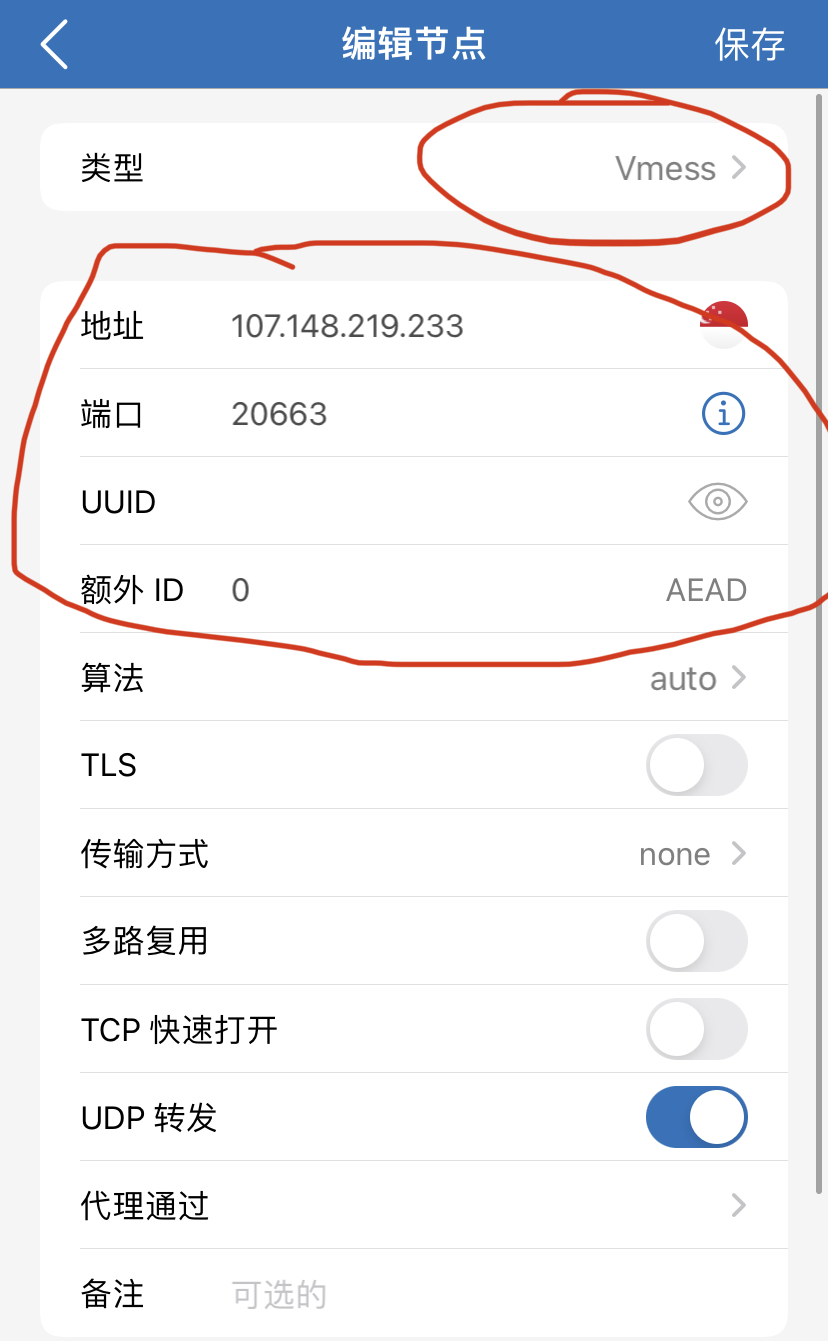 编辑节点 保存
类型 Vmess
地址 107.148.219.233
端口 20663
UUID
额外 ID 0 AEAD
算法 auto
TLS
传输方式 none
多路复用
TCP 快速打开
UDP 转发
代理通过
备注 可选的